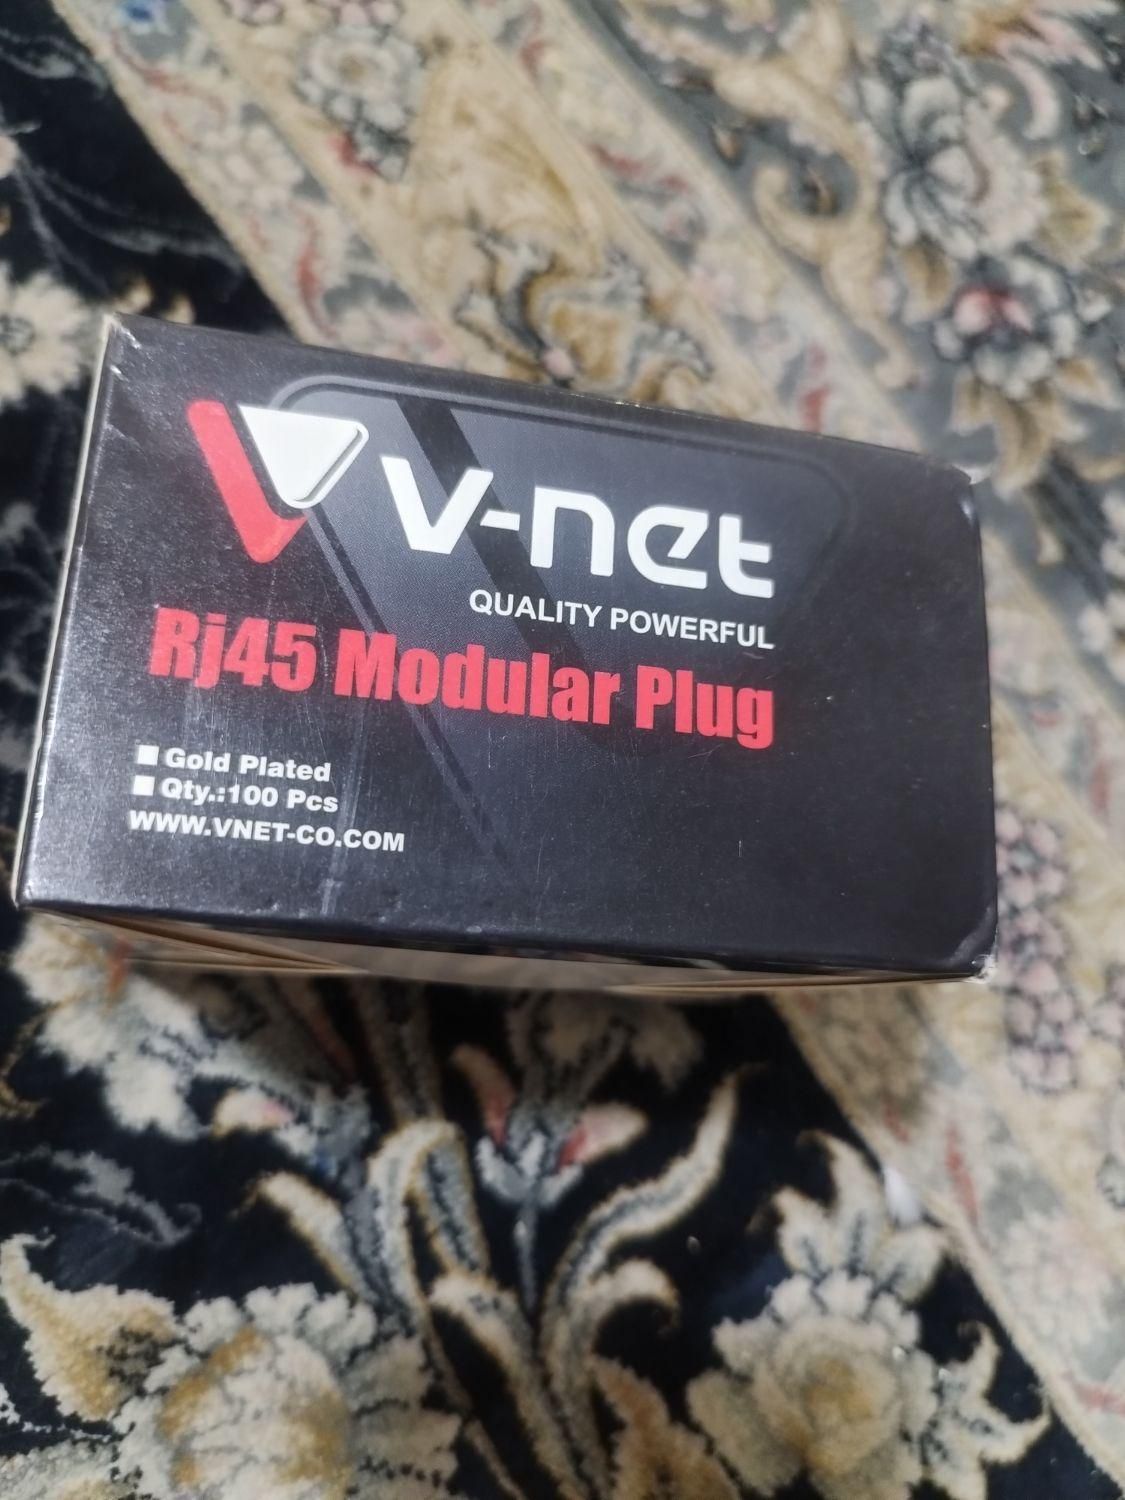 v-net
QUALITY POWERFUL
Rj45 Modular Plug
Gold Plated
Qty.:100 Pcs
WWW.VNET-CO.COM